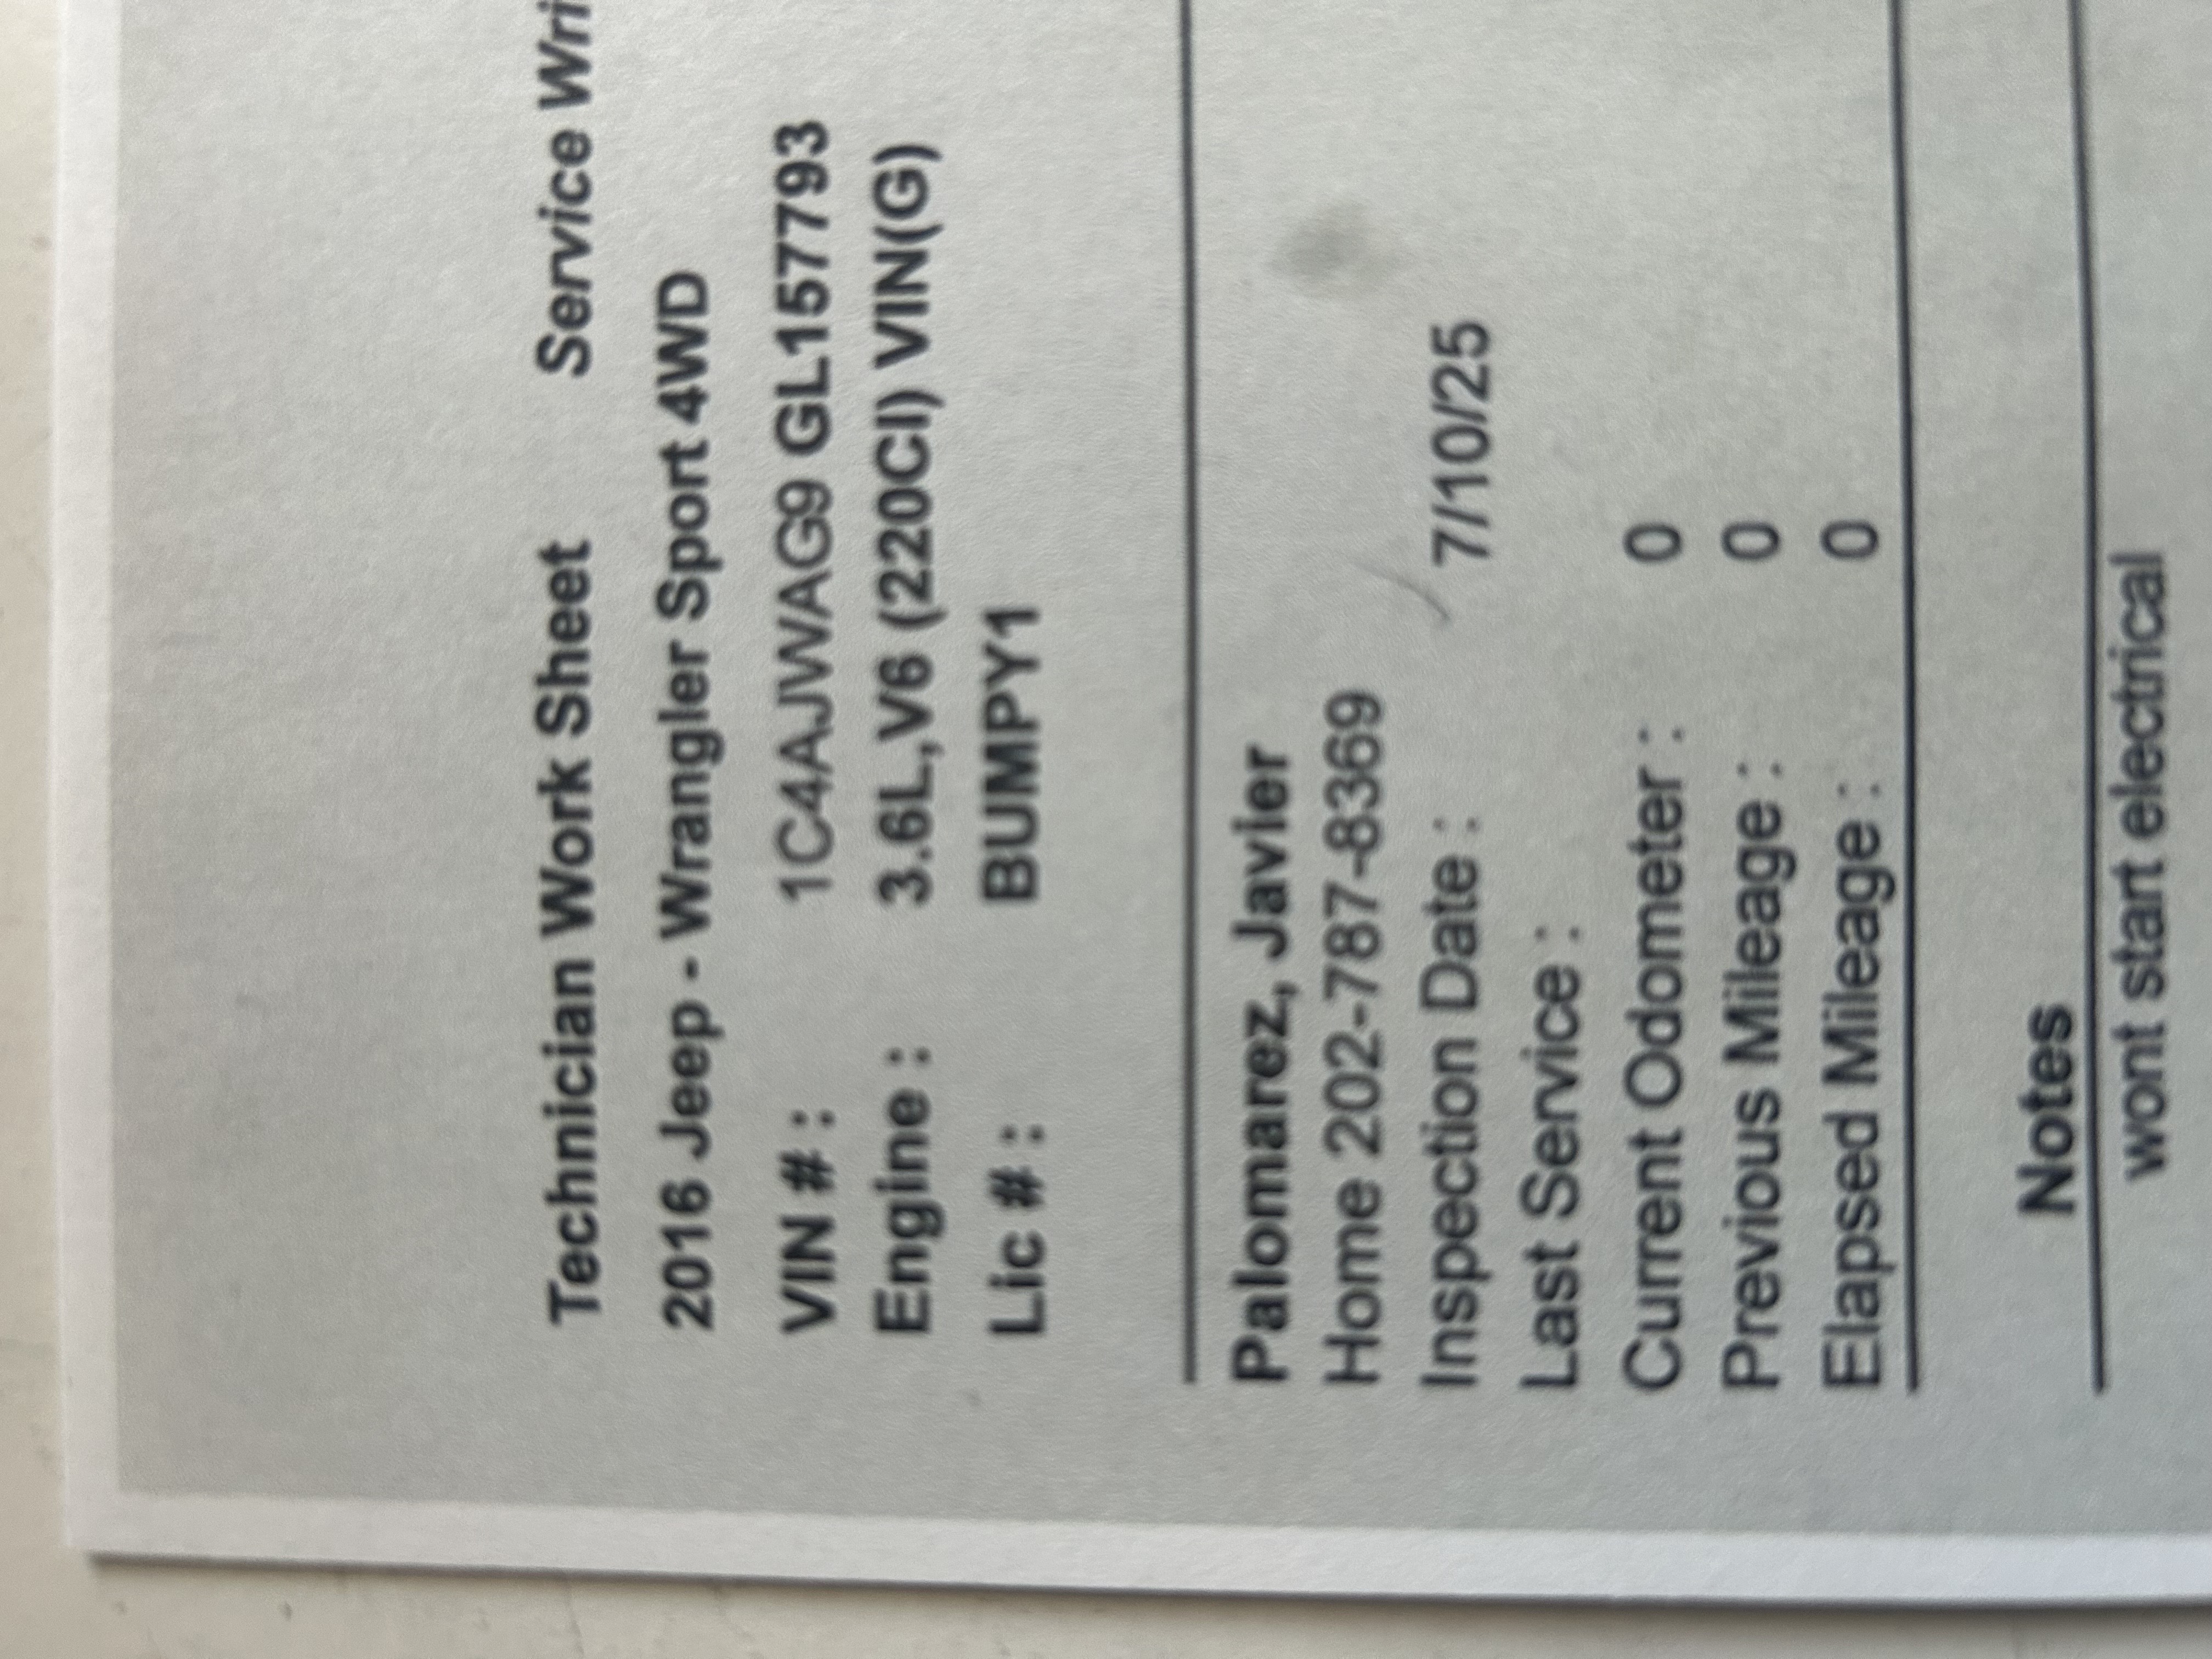 Technician Work Sheet Service Wri
2016 Jeep - Wrangler Sport 4WD
VIN # : 1C4AJWAG9 GL157793
Engine : 3.6L,V6 (220CI) VIN(G)
Lic # : BUMPY1
Palomarez, Javier
Home 202-787-8369
Inspection Date : 7/10/25
Last Service :
Current Odometer : 0
Previous Mileage : 0
Elapsed Mileage : 0
Notes
wont start electrical